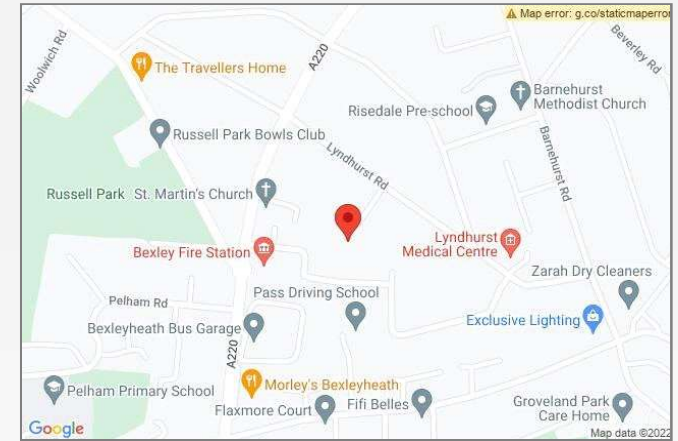 Map error: g.co/staticmaperror
Woolwich Rd
A220
Beverley Rd
The Travellers Home
Barnehurst
Methodist Church
Risedale Pre-school
Russell Park Bowls Club
Barnehurst Rd
Lyndhurst Rd
Russell Park
St. Martin's Church
Lyndhurst
Medical Centre
Bexley Fire Station
Zarah Dry Cleaners
Pass Driving School
Pelham Rd
Exclusive Lighting
Bexleyheath Bus Garage
A220
Morley's Bexleyheath
Pelham Primary School
Fifi Belles
Groveland Park
Care Home
Flaxmore Court
Google
Map data ©2022